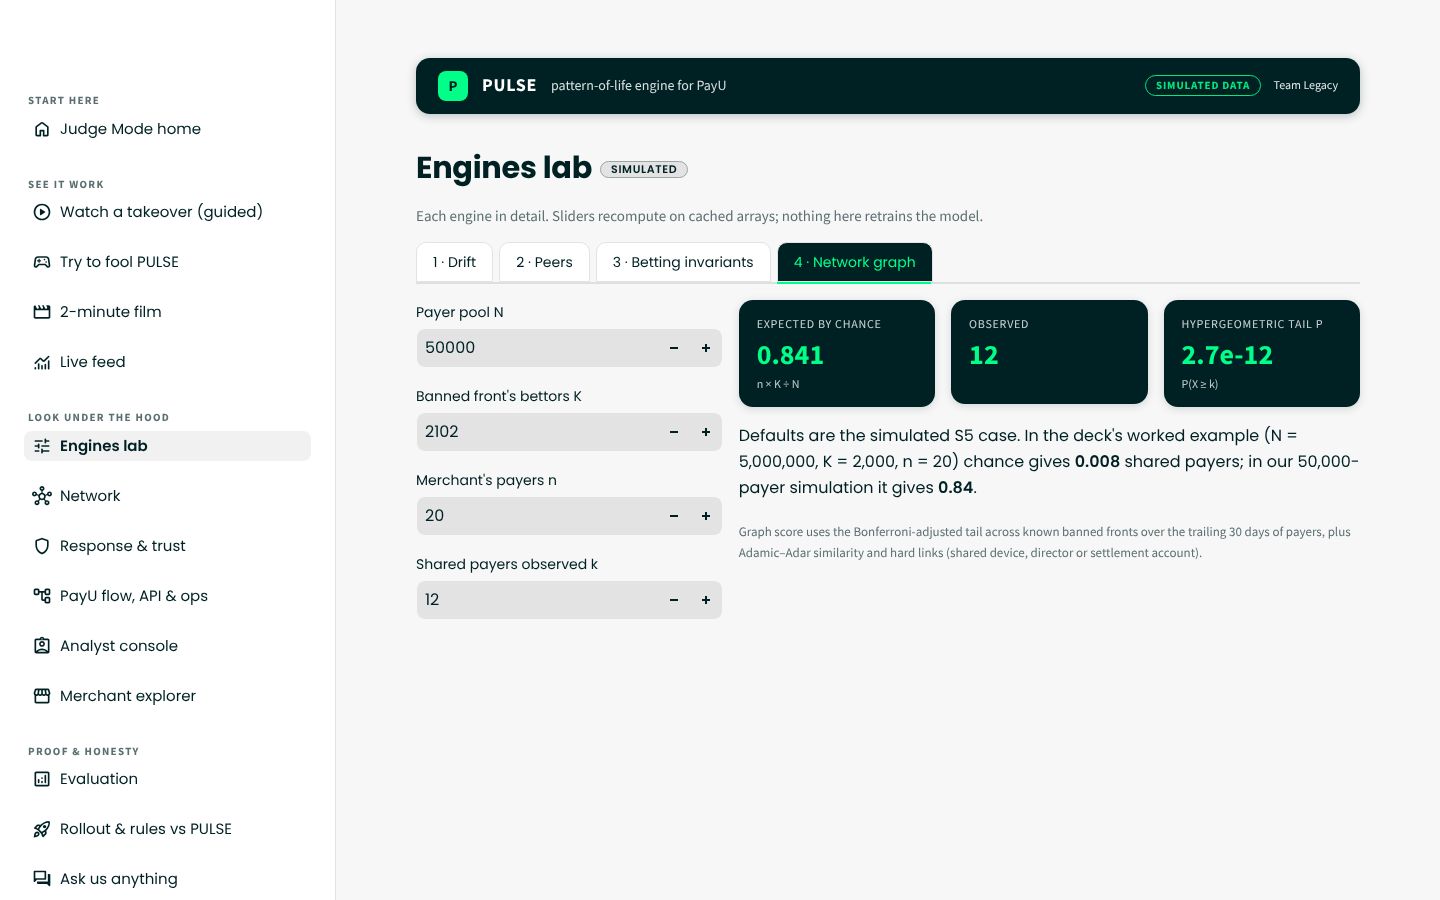 START HERE
Judge Mode home
SEE IT WORK
Watch a takeover (guided)
Try to fool PULSE
2-minute film
Live feed
LOOK UNDER THE HOOD
Engines lab
Network
Response & trust
PayU flow, API & ops
Analyst console
Merchant explorer
PROOF & HONESTY
Evaluation
Rollout & rules vs PULSE
Ask us anything
P PULSE pattern-of-life engine for PayU SIMULATED DATA Team Legacy
Engines lab SIMULATED
Each engine in detail. Sliders recompute on cached arrays; nothing here retrains the model.
1 · Drift 2 · Peers 3 · Betting invariants 4 · Network graph
Payer pool N
50000 − +
Banned front's bettors K
2102 − +
Merchant's payers n
20 − +
Shared payers observed k
12 − +
EXPECTED BY CHANCE
0.841
n × K ÷ N
OBSERVED
12
HYPERGEOMETRIC TAIL P
2.7e-12
P(X ≥ k)
Defaults are the simulated S5 case. In the deck's worked example (N =
5,000,000, K = 2,000, n = 20) chance gives 0.008 shared payers; in our 50,000-
payer simulation it gives 0.84.
Graph score uses the Bonferroni-adjusted tail across known banned fronts over the trailing 30 days of payers, plus
Adamic–Adar similarity and hard links (shared device, director or settlement account).